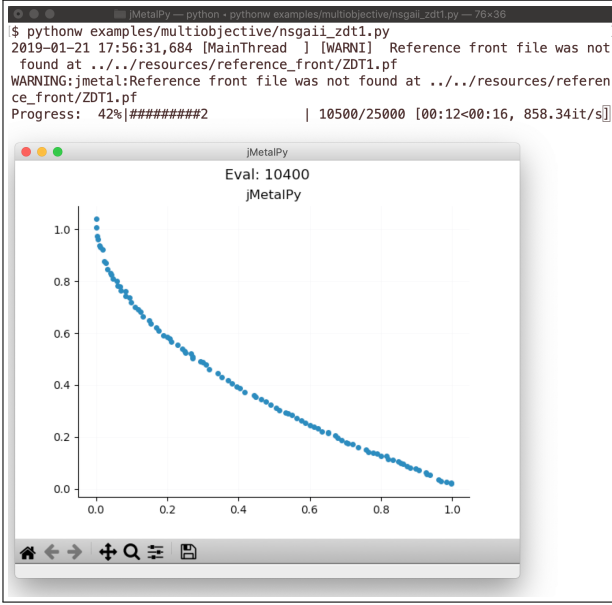 jMetalPy — python • pythonw examples/multiobjective/nsgaii_zdt1.py — 76×36
$ pythonw examples/multiobjective/nsgaii_zdt1.py
2019-01-21 17:56:31,684 [MainThread  ] [WARNI]  Reference front file was not
 found at ../../resources/reference_front/ZDT1.pf
WARNING:jmetal:Reference front file was not found at ../../resources/referen
ce_front/ZDT1.pf
Progress:  42%|#########2            | 10500/25000 [00:12<00:16, 858.34it/s]
jMetalPy
Eval: 10400
jMetalPy
1.0
0.8
0.6
0.4
0.2
0.0
0.0 0.2 0.4 0.6 0.8 1.0